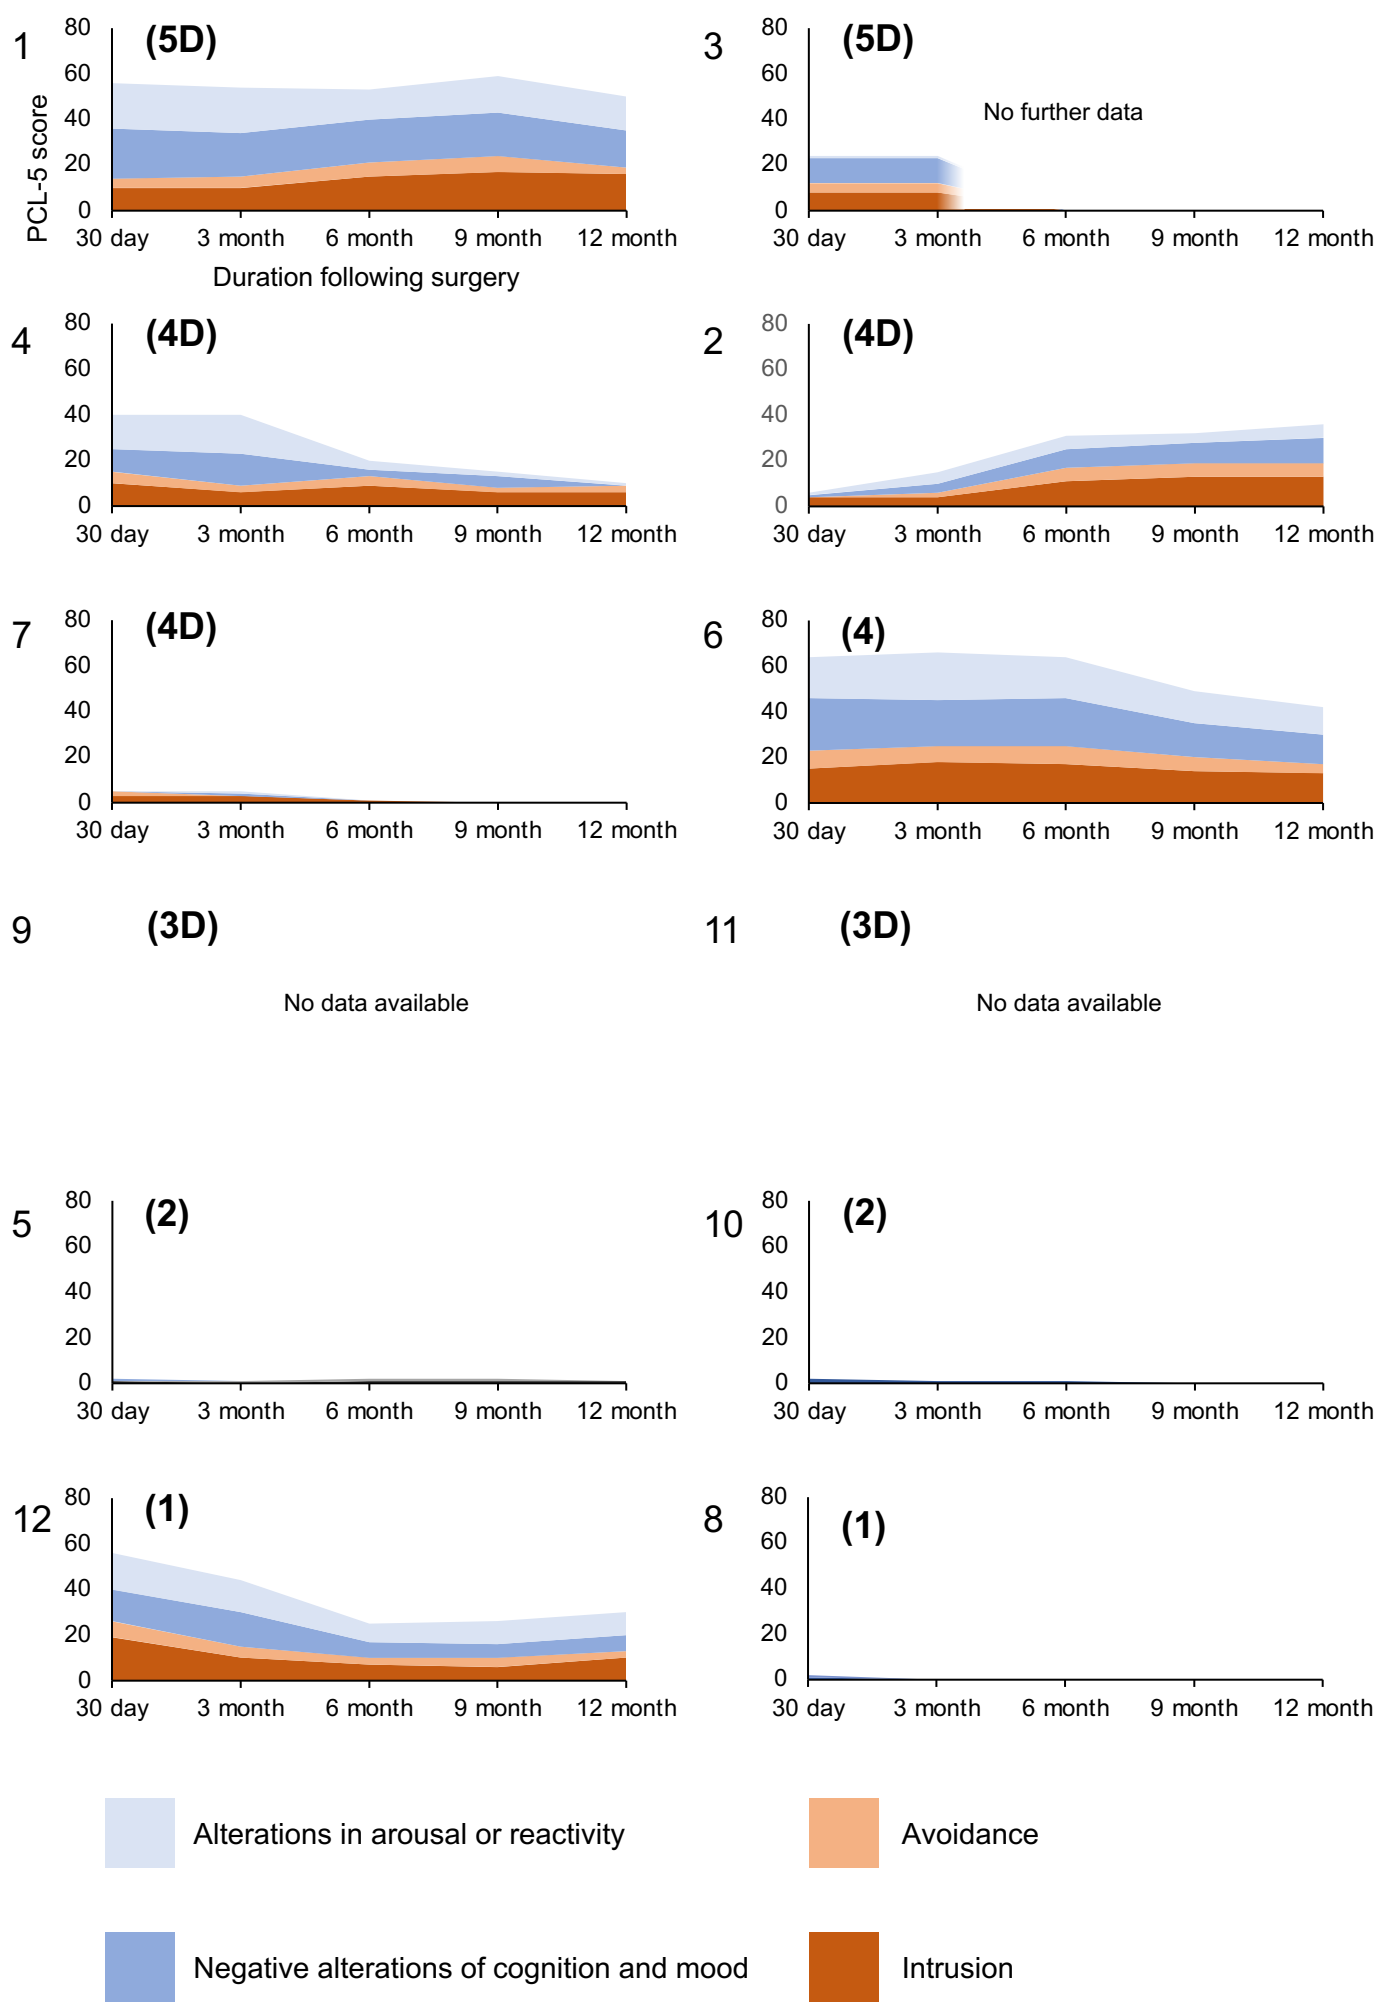 1 (5D)
PCL-5 score
80
60
40
20
0
30 day 3 month 6 month 9 month 12 month
Duration following surgery
3 (5D)
80
60
40
20
0
No further data
30 day 3 month 6 month 9 month 12 month
4 (4D)
80
60
40
20
0
30 day 3 month 6 month 9 month 12 month
2 (4D)
80
60
40
20
0
30 day 3 month 6 month 9 month 12 month
7 (4D)
80
60
40
20
0
30 day 3 month 6 month 9 month 12 month
6 (4)
80
60
40
20
0
30 day 3 month 6 month 9 month 12 month
9 (3D)
No data available
11 (3D)
No data available
5 (2)
80
60
40
20
0
30 day 3 month 6 month 9 month 12 month
10 (2)
80
60
40
20
0
30 day 3 month 6 month 9 month 12 month
12 (1)
80
60
40
20
0
30 day 3 month 6 month 9 month 12 month
8 (1)
80
60
40
20
0
30 day 3 month 6 month 9 month 12 month
Alterations in arousal or reactivity
Avoidance
Negative alterations of cognition and mood
Intrusion